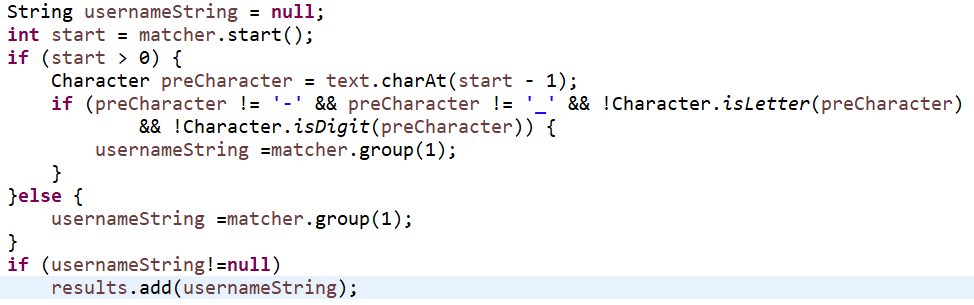 String usernameString = null;
int start = matcher.start();
if (start > 0) {
    Character preCharacter = text.charAt(start - 1);
    if (preCharacter != '-' && preCharacter != '_' && !Character.isLetter(preCharacter)
            && !Character.isDigit(preCharacter)) {
        usernameString =matcher.group(1);
    }
}else {
    usernameString =matcher.group(1);
}
if (usernameString!=null)
    results.add(usernameString);